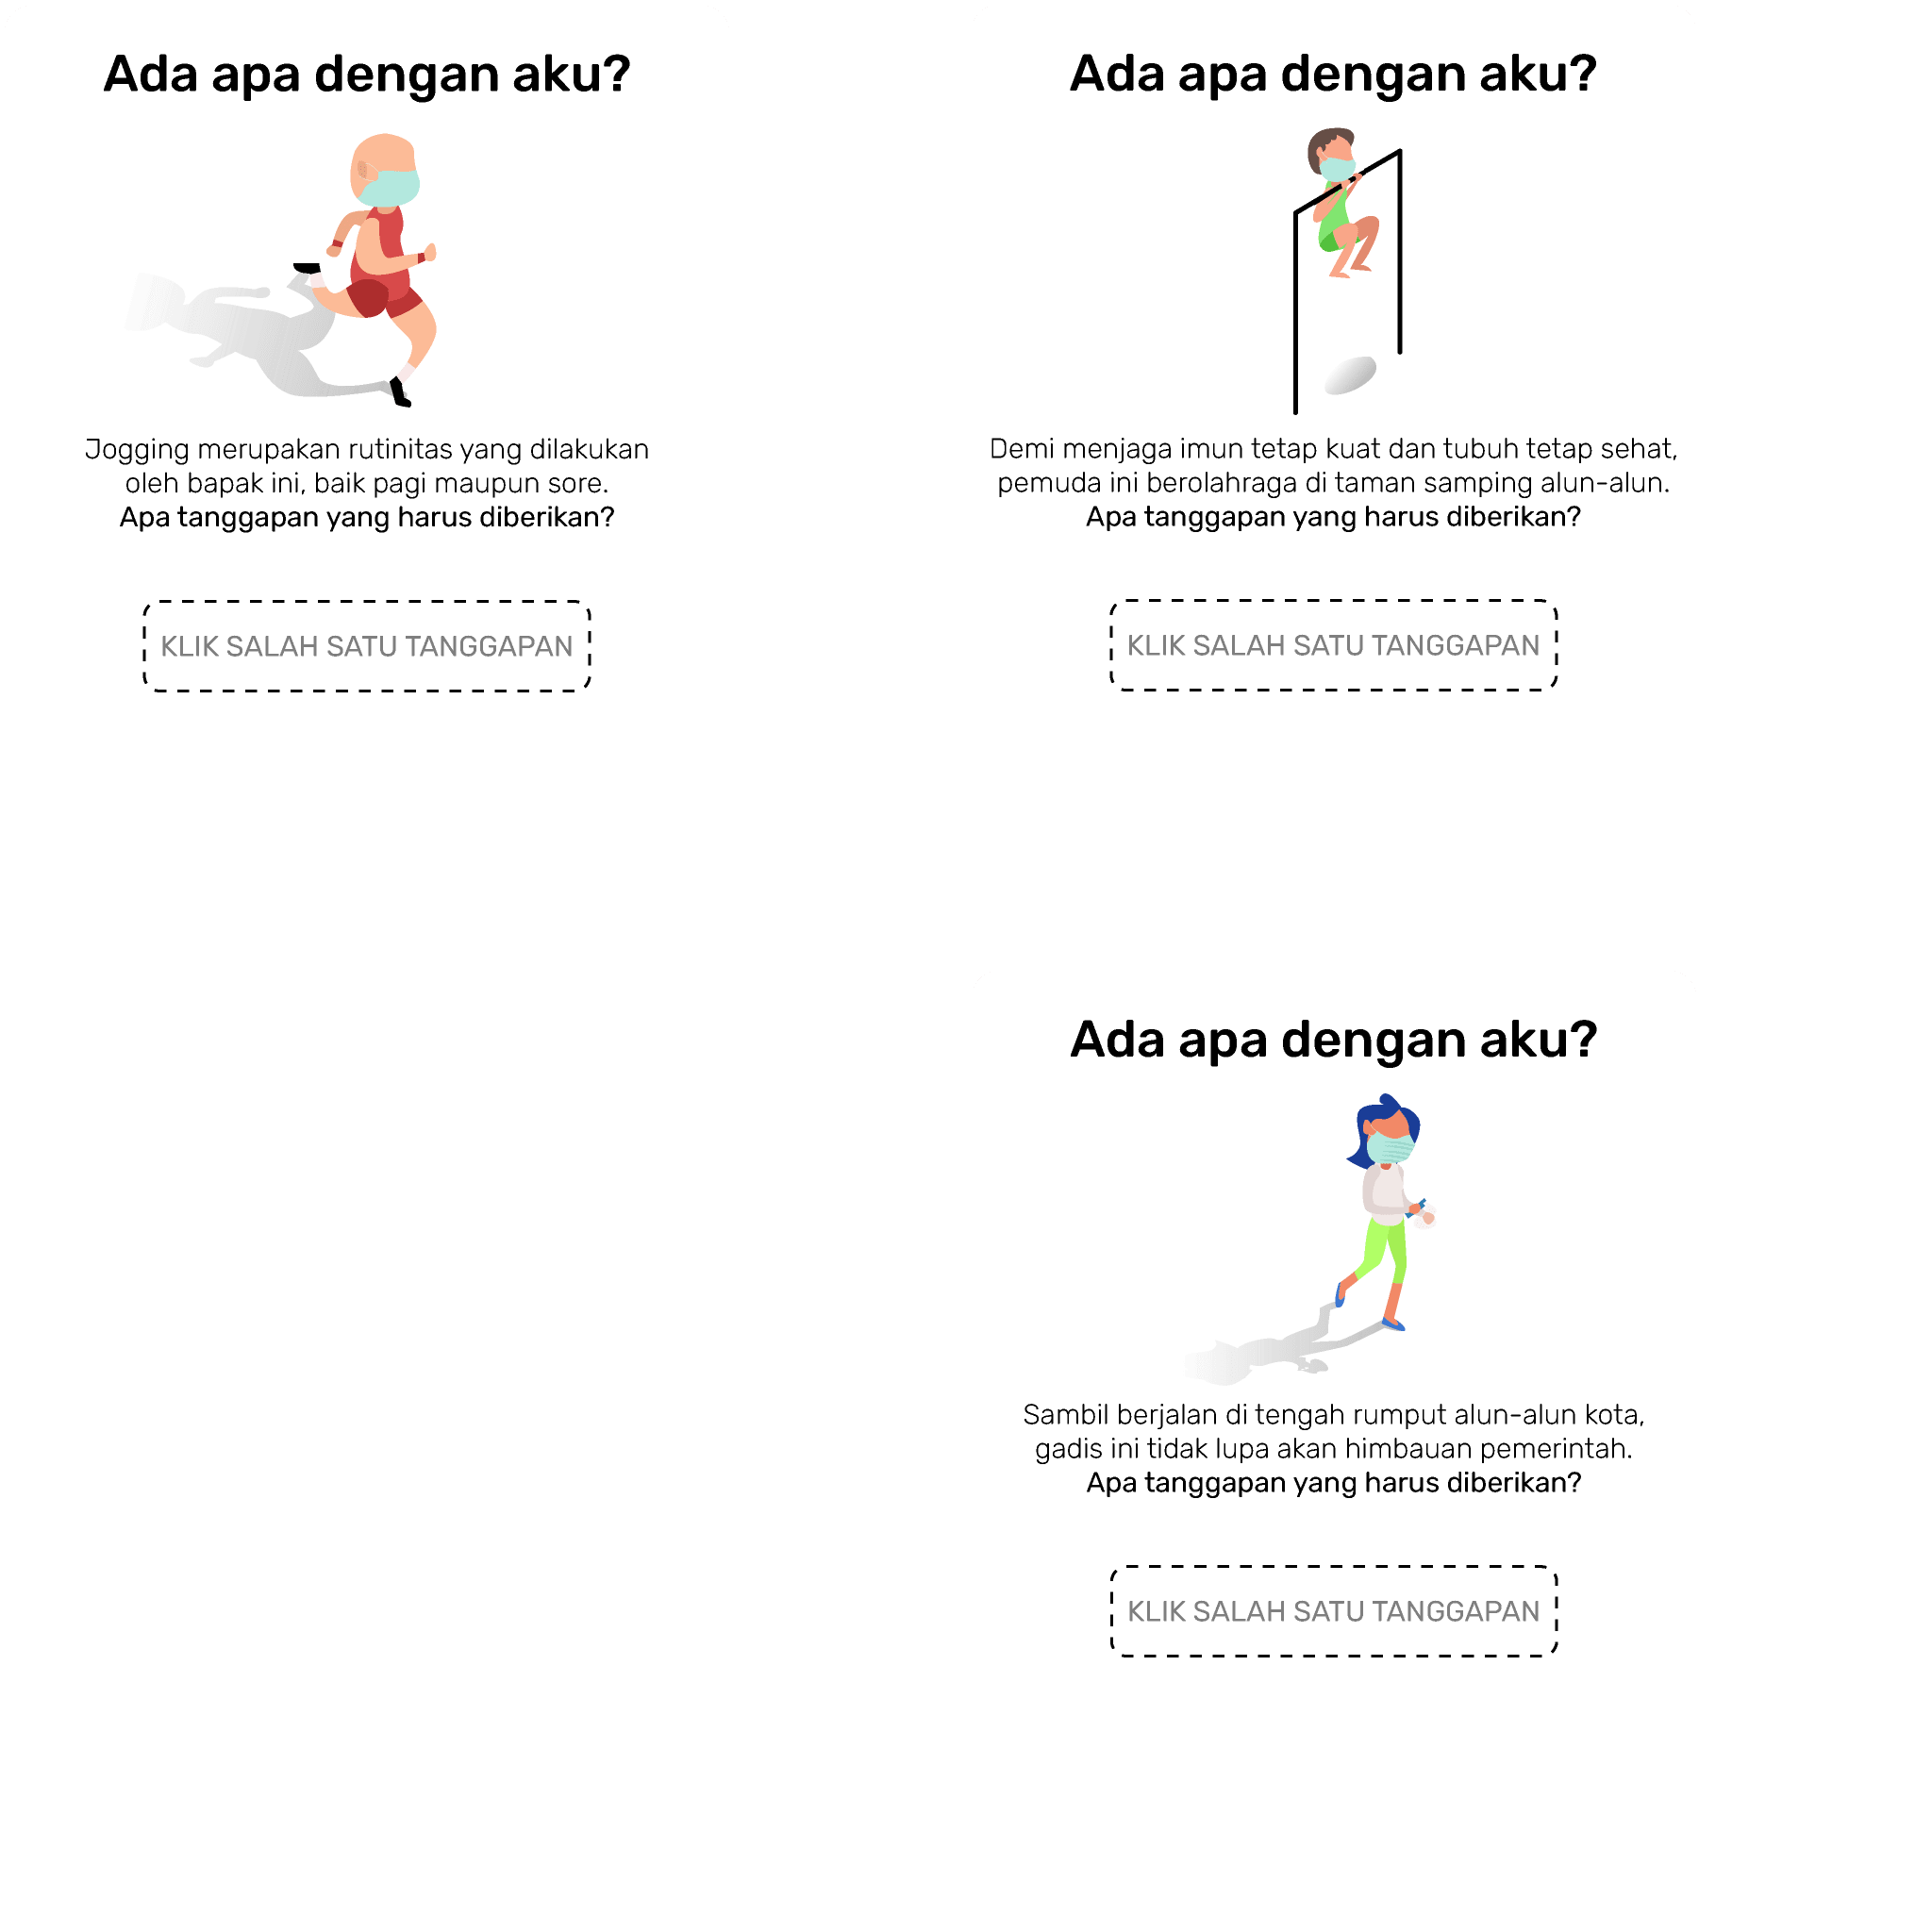 Ada apa dengan aku?
Jogging merupakan rutinitas yang dilakukan
oleh bapak ini, baik pagi maupun sore.
Apa tanggapan yang harus diberikan?
KLIK SALAH SATU TANGGAPAN
Ada apa dengan aku?
Demi menjaga imun tetap kuat dan tubuh tetap sehat,
pemuda ini berolahraga di taman samping alun-alun.
Apa tanggapan yang harus diberikan?
KLIK SALAH SATU TANGGAPAN
Ada apa dengan aku?
Sambil berjalan di tengah rumput alun-alun kota,
gadis ini tidak lupa akan himbauan pemerintah.
Apa tanggapan yang harus diberikan?
KLIK SALAH SATU TANGGAPAN